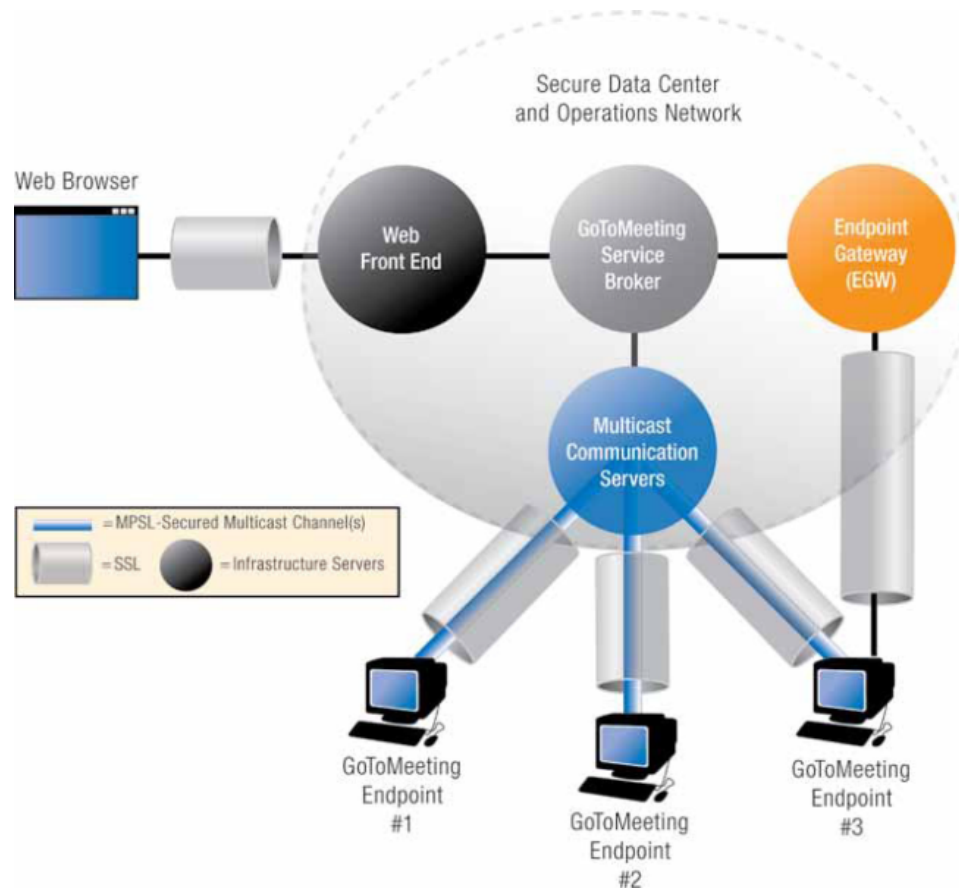 Secure Data Center
and Operations Network
Web Browser
Web
Front End
GoToMeeting
Service
Broker
Endpoint
Gateway
(EGW)
Multicast
Communication
Servers
= MPSL-Secured Multicast Channel(s)
= SSL
= Infrastructure Servers
GoToMeeting
Endpoint
#1
GoToMeeting
Endpoint
#2
GoToMeeting
Endpoint
#3